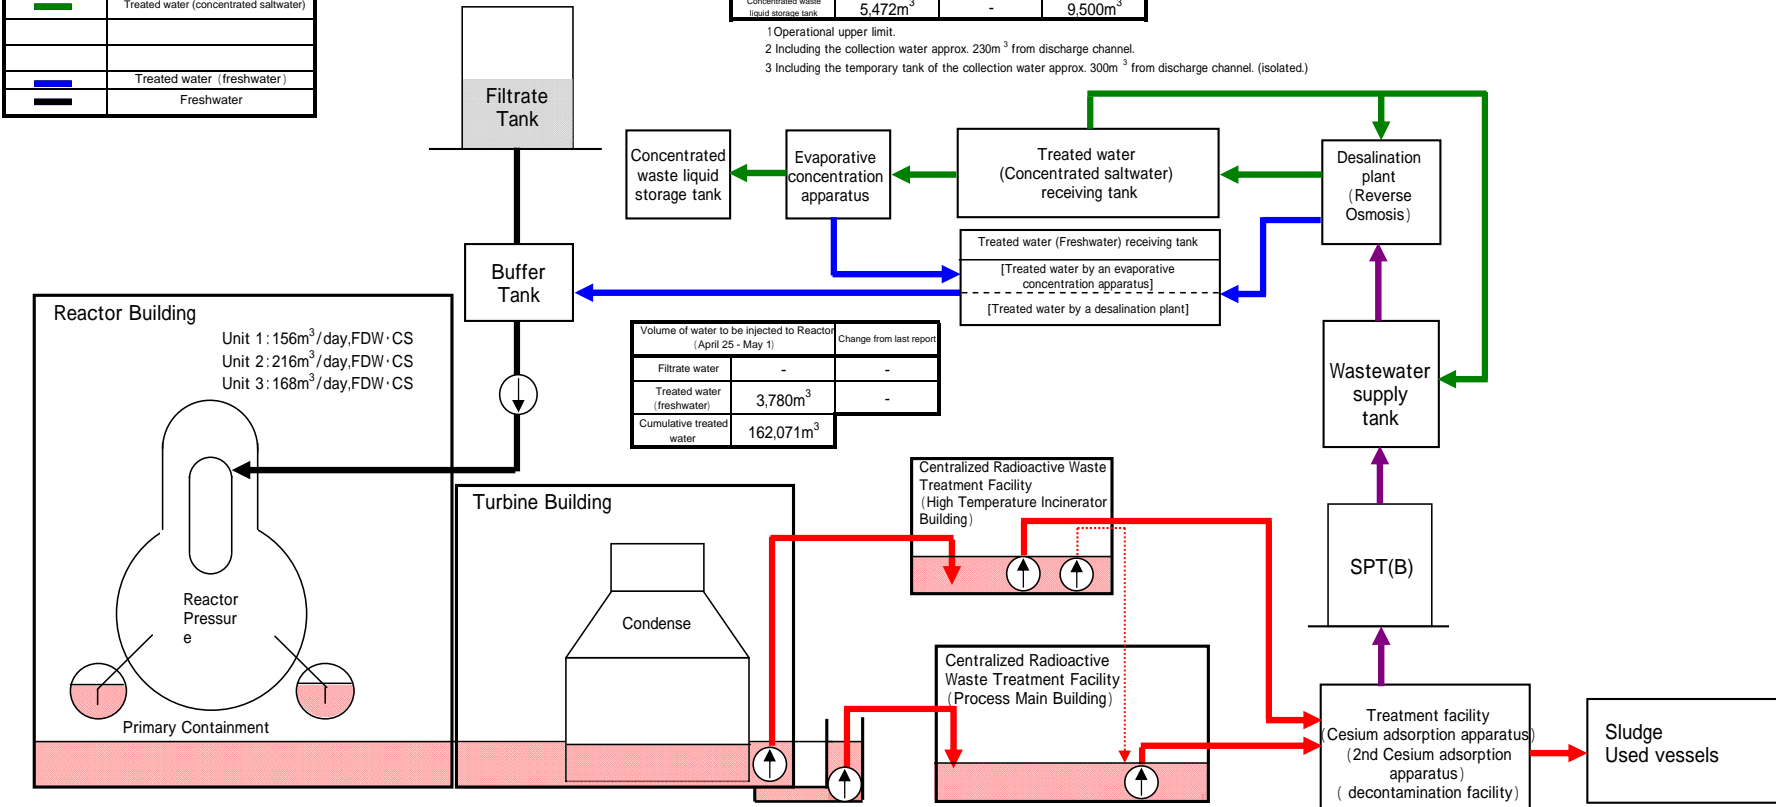 Treated water (concentrated saltwater)
Treated water (freshwater)
Freshwater
Concentrated waste
liquid storage tank
5,472m3
-
9,500m3
1 Operational upper limit.
2 Including the collection water approx. 230m 3 from discharge channel.
3 Including the temporary tank of the collection water approx. 300m 3 from discharge channel. (isolated.)
Filtrate
Tank
Buffer
Tank
Concentrated
waste liquid
storage tank
Evaporative
concentration
apparatus
Treated water
(Concentrated saltwater)
receiving tank
Desalination
plant
(Reverse
Osmosis)
Treated water (Freshwater) receiving tank
[Treated water by an evaporative
concentration apparatus]
[Treated water by a desalination plant]
Reactor Building
Unit 1:156m3/day,FDW・CS
Unit 2:216m3/day,FDW・CS
Unit 3:168m3/day,FDW・CS
Volume of water to be injected to Reactor
(April 25 - May 1)
Change from last report
Filtrate water
-
-
Treated water
(freshwater)
3,780m3
-
Cumulative treated
water
162,071m3
Wastewater
supply
tank
SPT(B)
Reactor
Pressur
e
Primary Containment
Turbine Building
Condense
Centralized Radioactive Waste
Treatment Facility
(High Temperature Incinerator
Building)
Centralized Radioactive
Waste Treatment Facility
(Process Main Building)
Treatment facility
(Cesium adsorption apparatus)
(2nd Cesium adsorption
apparatus)
( decontamination facility)
Sludge
Used vessels